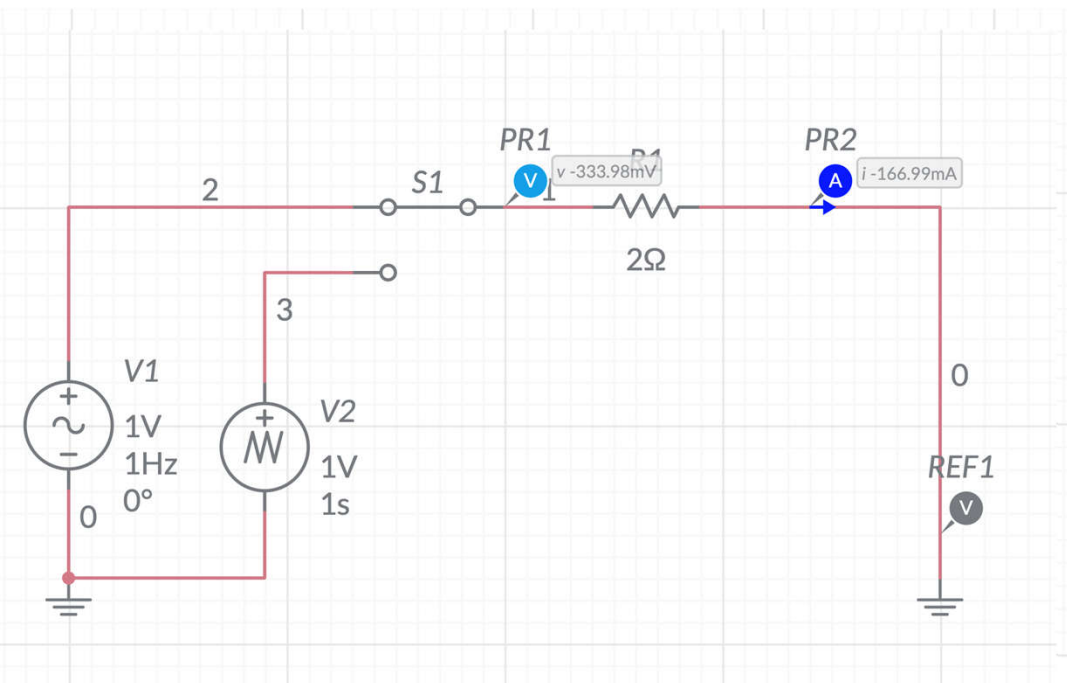 PR1
PR2
R1
V
v -333.98mV
A
i -166.99mA
2
S1
1
2Ω
3
V1
1V
1Hz
0°
V2
1V
1s
0
REF1
V
0